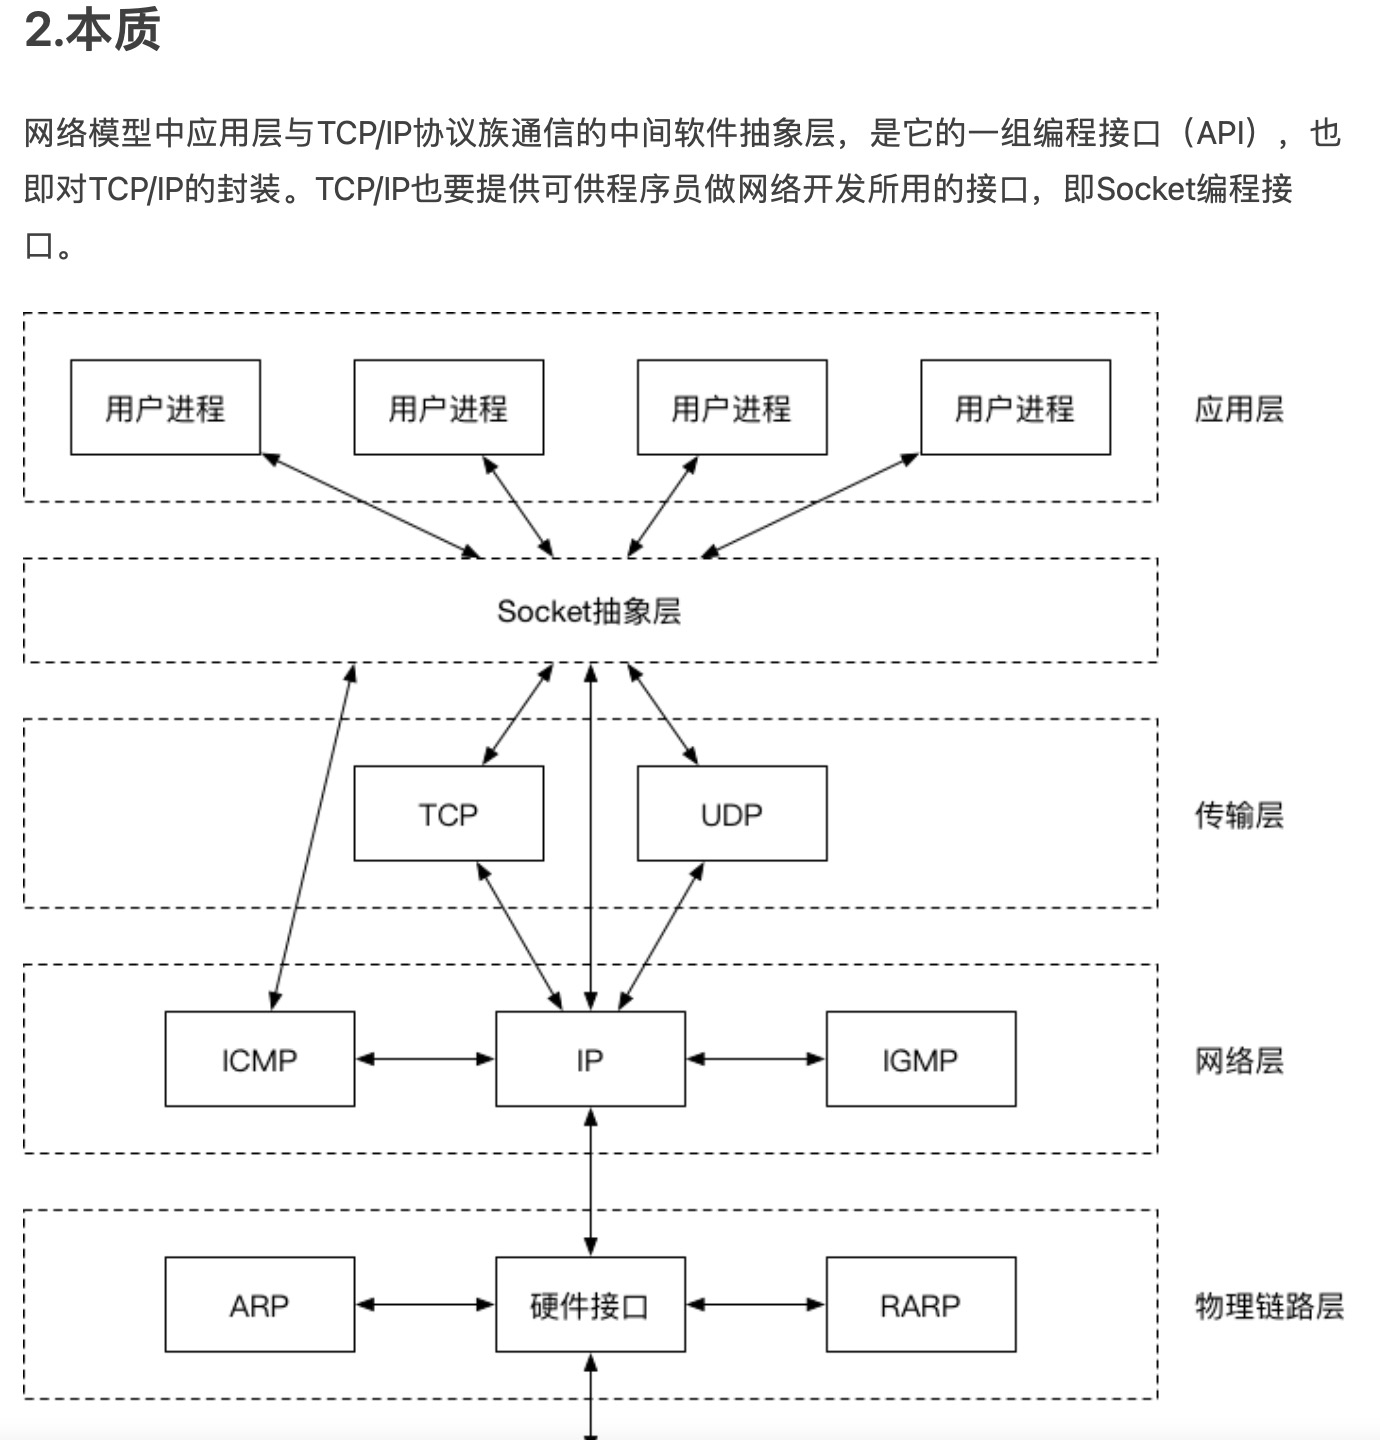 2.本质
网络模型中应用层与TCP/IP协议族通信的中间软件抽象层，是它的一组编程接口（API），也
即对TCP/IP的封装。TCP/IP也要提供可供程序员做网络开发所用的接口，即Socket编程接
口。
用户进程 用户进程 用户进程 用户进程 应用层
Socket抽象层
TCP UDP 传输层
ICMP IP IGMP 网络层
ARP 硬件接口 RARP 物理链路层